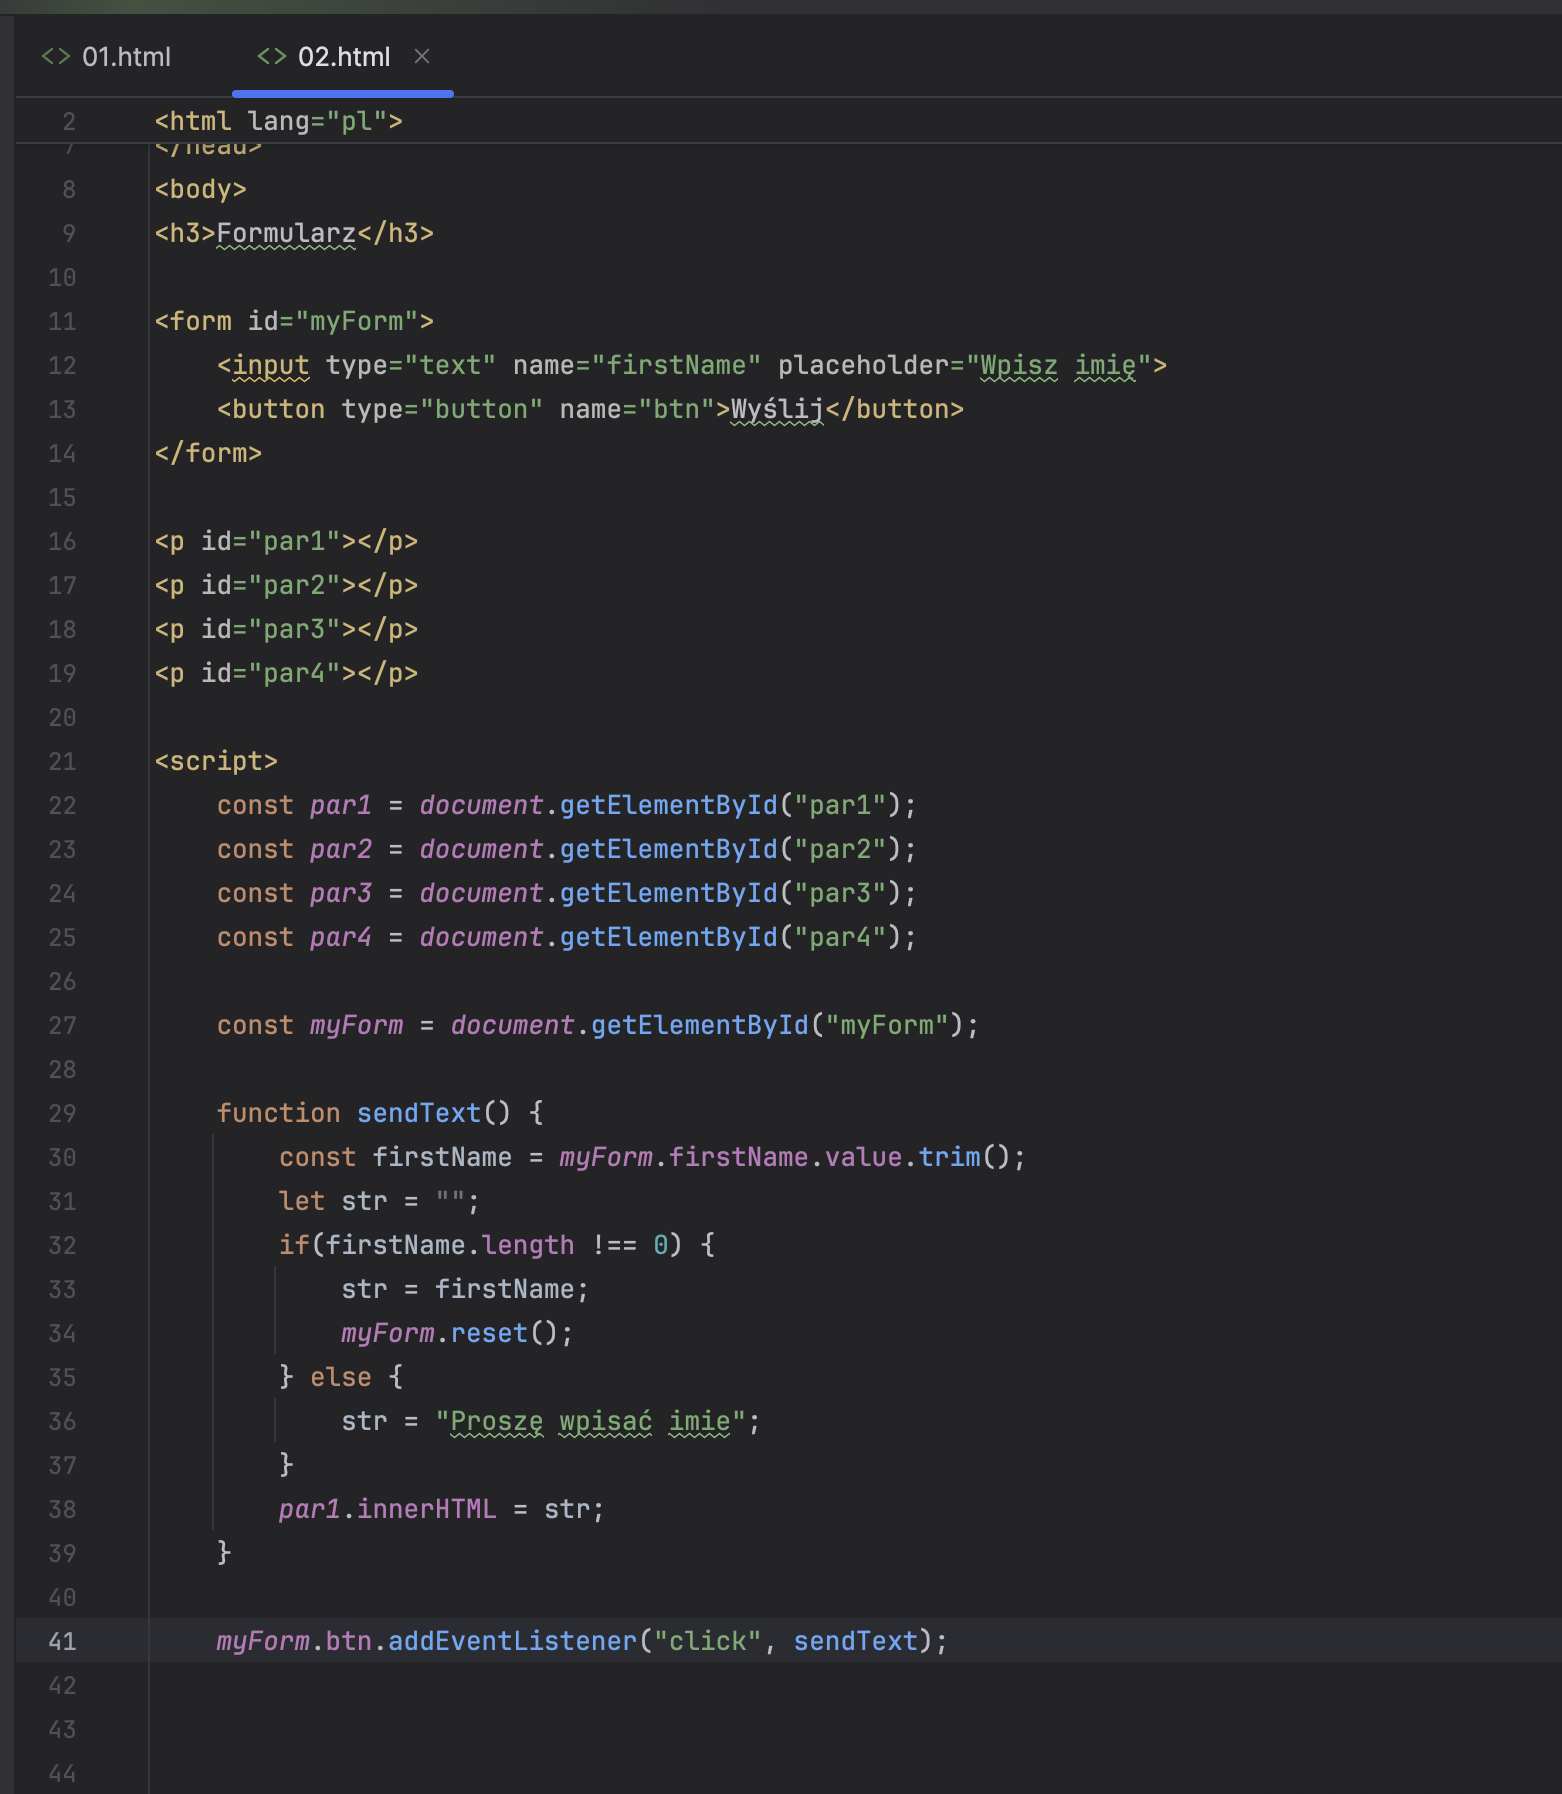 01.html
02.html
2 <html lang="pl">
7 </head>
8 <body>
9 <h3>Formularz</h3>
10
11 <form id="myForm">
12     <input type="text" name="firstName" placeholder="Wpisz imię">
13     <button type="button" name="btn">Wyślij</button>
14 </form>
15
16 <p id="par1"></p>
17 <p id="par2"></p>
18 <p id="par3"></p>
19 <p id="par4"></p>
20
21 <script>
22     const par1 = document.getElementById("par1");
23     const par2 = document.getElementById("par2");
24     const par3 = document.getElementById("par3");
25     const par4 = document.getElementById("par4");
26
27     const myForm = document.getElementById("myForm");
28
29     function sendText() {
30         const firstName = myForm.firstName.value.trim();
31         let str = "";
32         if(firstName.length !== 0) {
33             str = firstName;
34             myForm.reset();
35         } else {
36             str = "Proszę wpisać imie";
37         }
38         par1.innerHTML = str;
39     }
40
41     myForm.btn.addEventListener("click", sendText);
42
43
44